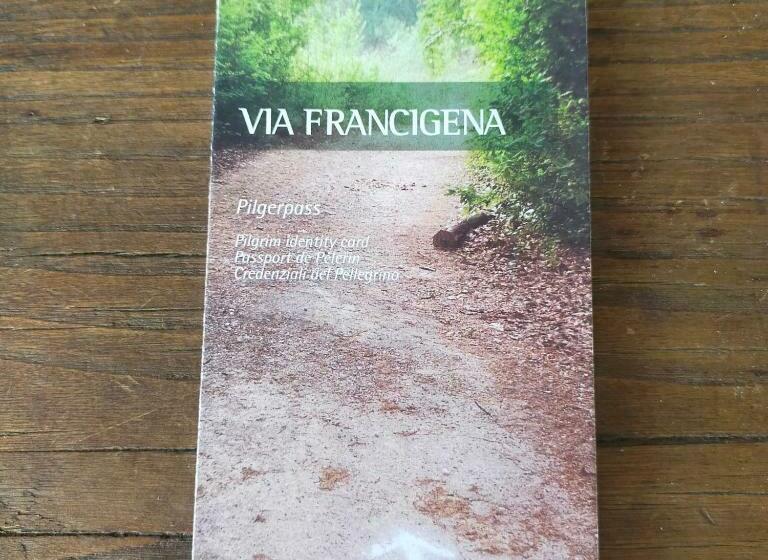 VIA FRANCIGENA
Pilgerpass
Pilgrim identity card
Passport de Pèlerin
Credenziali del Pellegrino